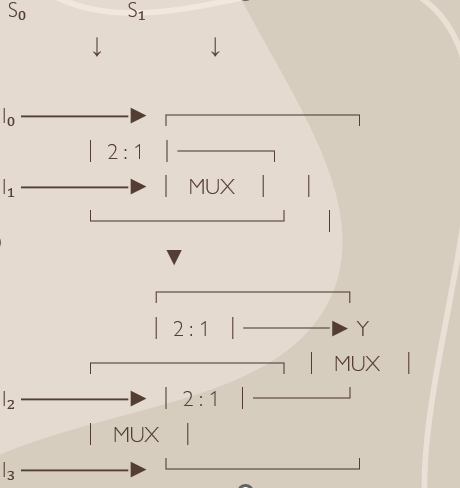 S₀ S₁
↓ ↓
I₀
2 : 1
I₁ MUX
▼
2 : 1 Y
MUX
I₂ 2 : 1
MUX
I₃